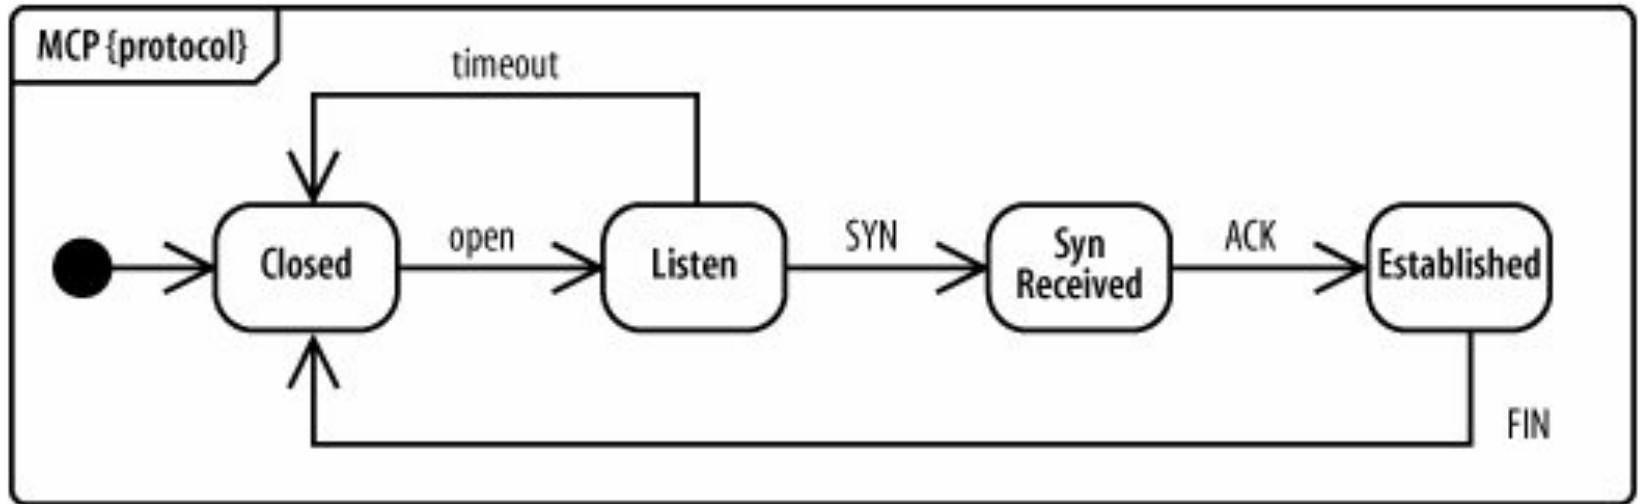 MCP {protocol}
timeout
Closed
open
Listen
SYN
Syn
Received
ACK
Established
FIN